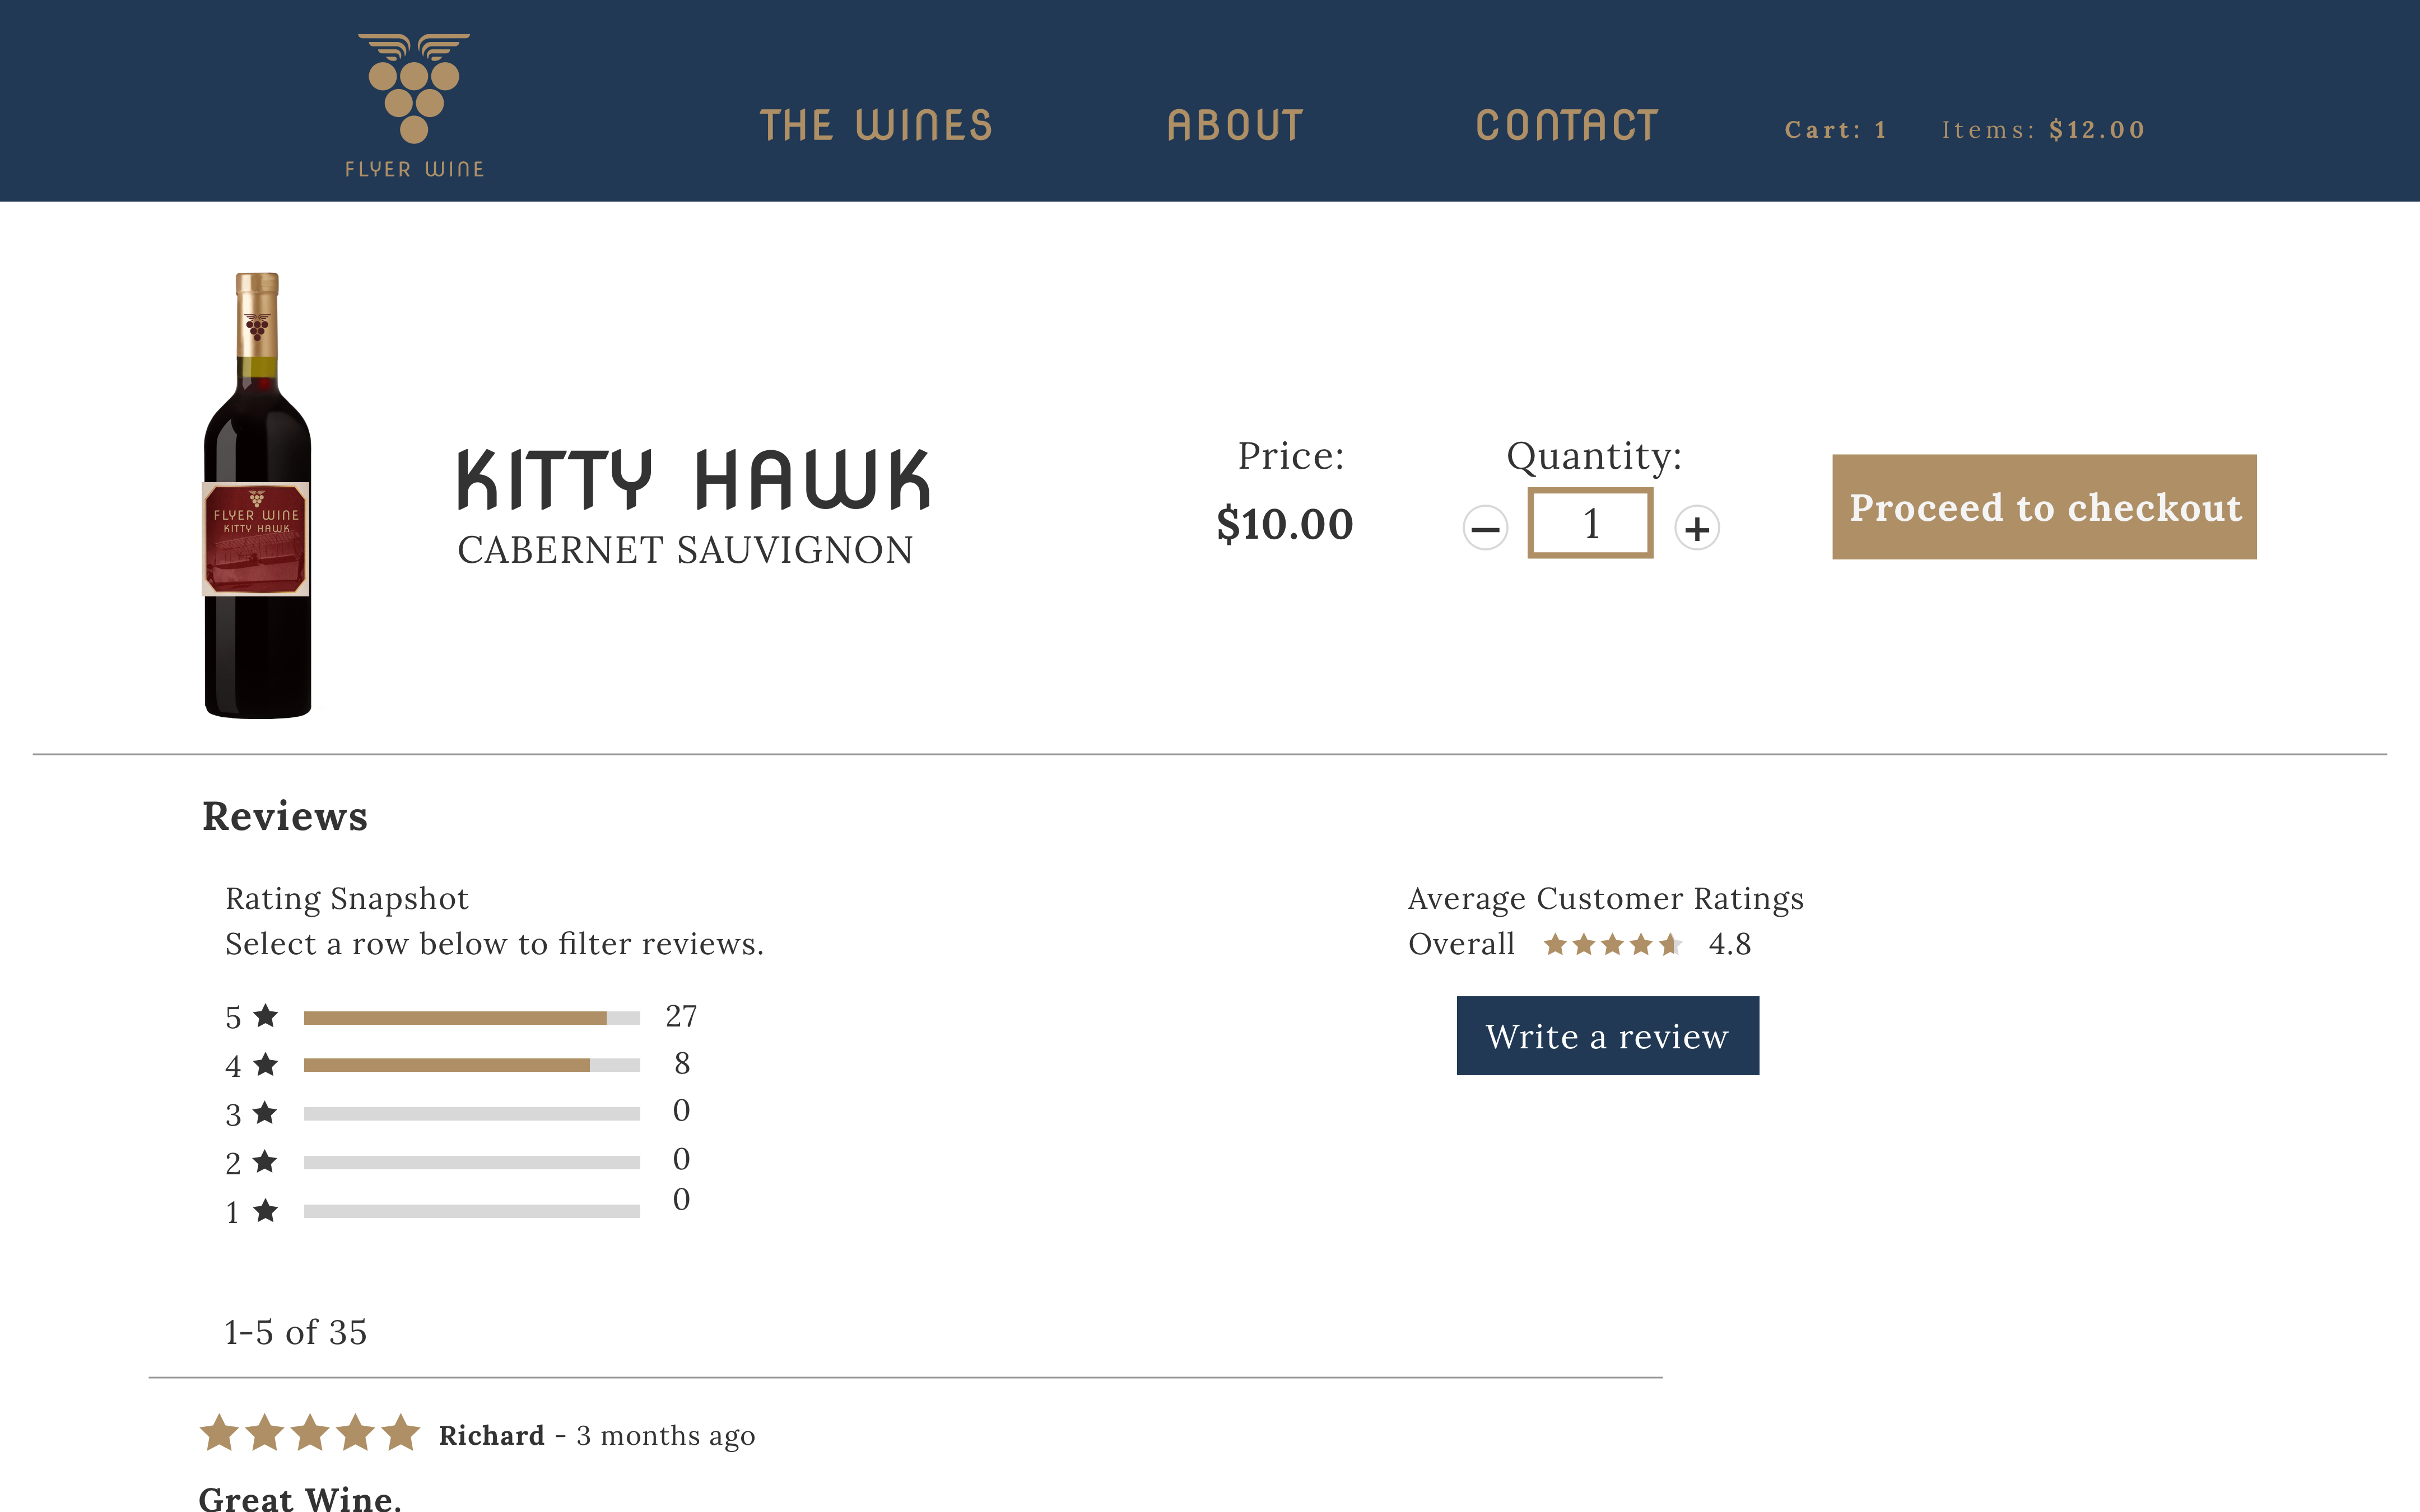 FLYER WINE
THE WINES
ABOUT
CONTACT
Cart: 1
Items: $12.00
FLYER WINE
KITTY HAWK
KITTY HAWK
CABERNET SAUVIGNON
Price:
$10.00
Quantity:
1
Proceed to checkout
Reviews
Rating Snapshot
Select a row below to filter reviews.
5 27
4 8
3 0
2 0
1 0
Average Customer Ratings
Overall 4.8
Write a review
1-5 of 35
Richard - 3 months ago
Great Wine.